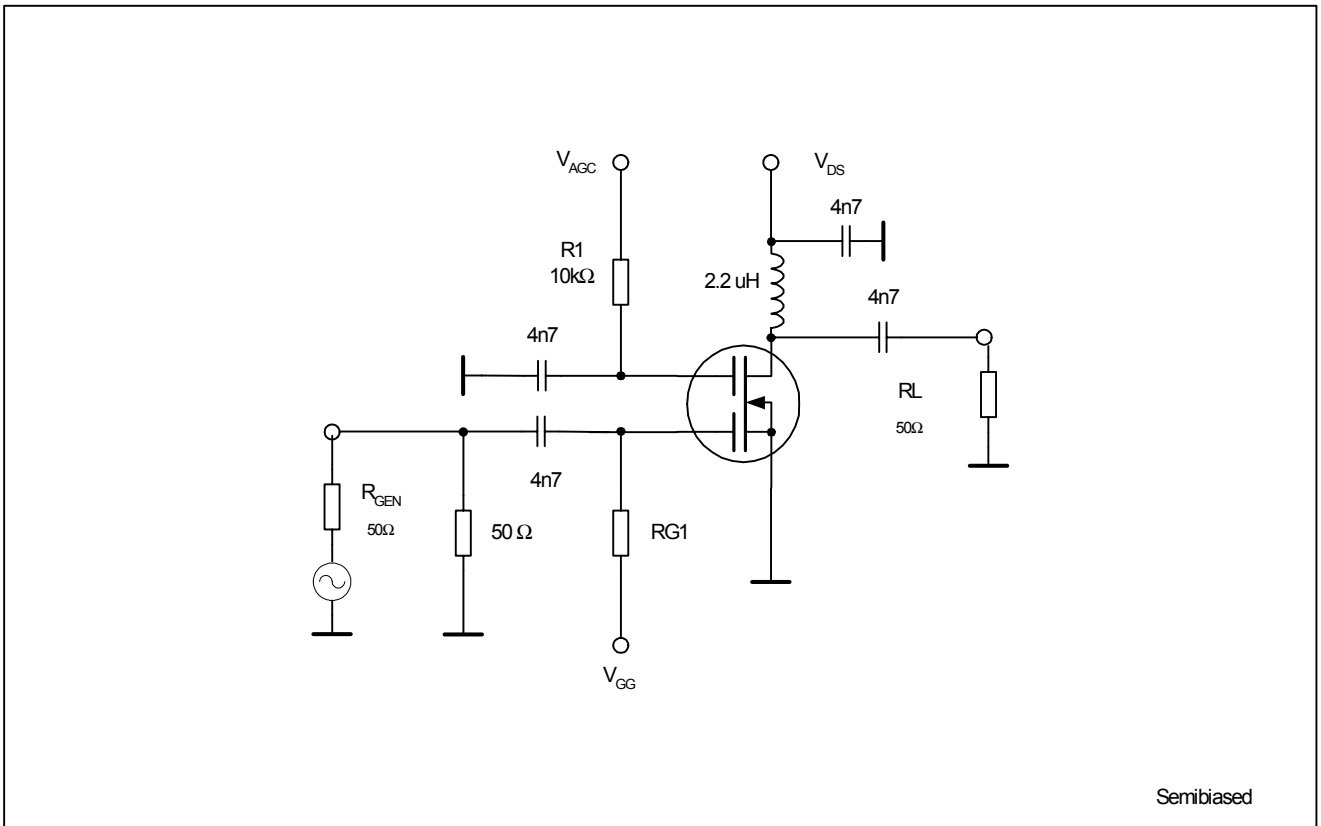 V_AGC
V_DS
4n7
R1
10kΩ
2.2 uH
4n7
4n7
RL
50Ω
4n7
R_GEN
50Ω
50 Ω
RG1
V_GG
Semibiased